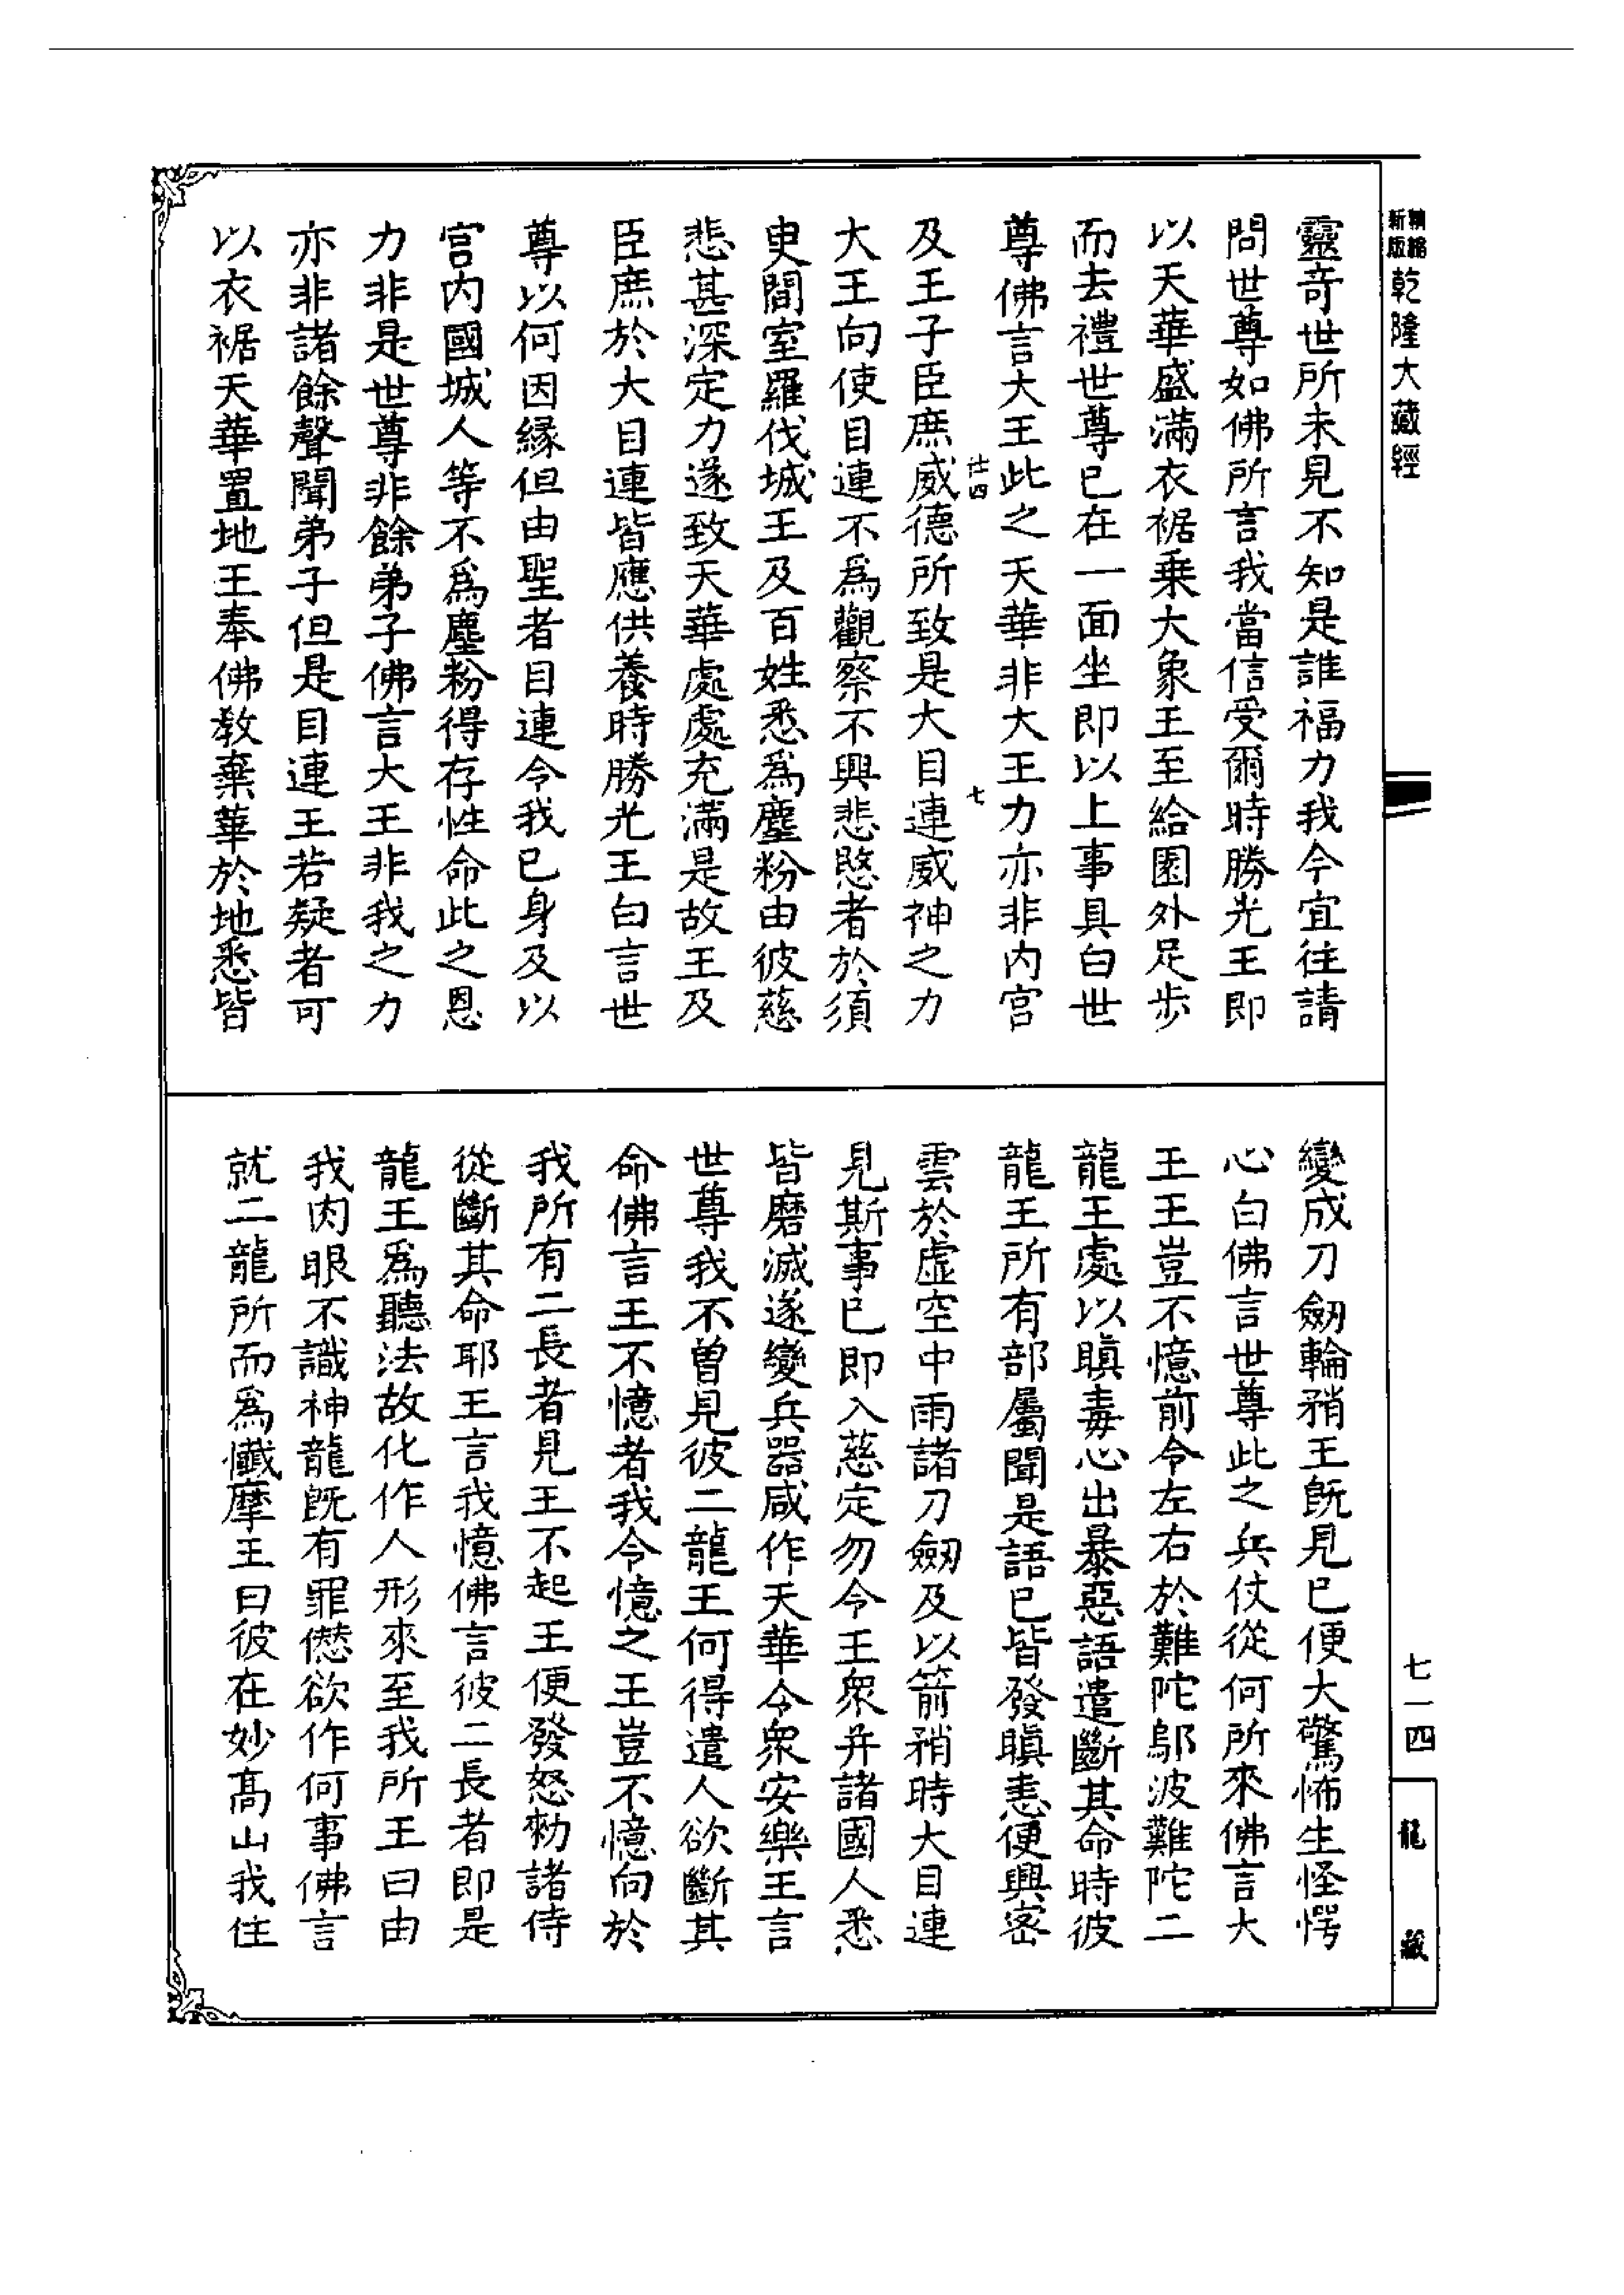 精縮新版乾隆大藏經
靈奇世所未見不知是誰福力我今宜往請
問世尊如佛所言我當信受爾時勝光王即
以天華盛滿衣裾乗大象王至給園外足步
而去禮世尊已在一面坐即以上事具白世
尊佛言大王此之天華非大王力亦非内宮
四
七
及王子臣庶威德所致是大目連威神之力
大王向使目連不爲觀察不興悲愍者於須
㬰間室羅伐城王及百姓悉爲塵粉由彼慈
悲甚深定力遂致天華處處充滿是故王及
臣庶於大目連皆應供養時勝光王白言世
尊以何因緣但由聖者目連令我已身及以
宮内國城人等不爲塵粉得存性命此之恩
力非是世尊非餘弟子佛言大王非我之力
亦非諸餘聲聞弟子但是目連王若疑者可
以衣裾天華置地王奉佛教棄華於地悉皆
變成刀劒輪矟王既見已便大驚怖生怪愕
心白佛言世尊此之兵仗從何所來佛言大
王王豈不憶前令左右於難陀鄔波難陀二
龍王處以瞋毒心出暴惡語遣斷其命時彼
龍王所有部屬聞是語已皆發瞋恚便興密
雲於虛空中雨諸刀劒及以箭矟時大目連
見斯事已即入慈定勿令王衆并諸國人悉
皆磨滅遂變兵器咸作天華令衆安樂王言
世尊我不曾見彼二龍王何得遣人欲斷其
命佛言王不憶者我令憶之王豈不憶向於
我所有二長者見王不起王便發怒勑諸侍
從斷其命耶王言我憶佛言彼二長者即是
龍王爲聽法故化作人形來至我所王曰由
我肉眼不識神龍既有罪愆欲作何事佛言
就二龍所而爲懺摩王曰彼在妙高山我住
七一四
龍藏